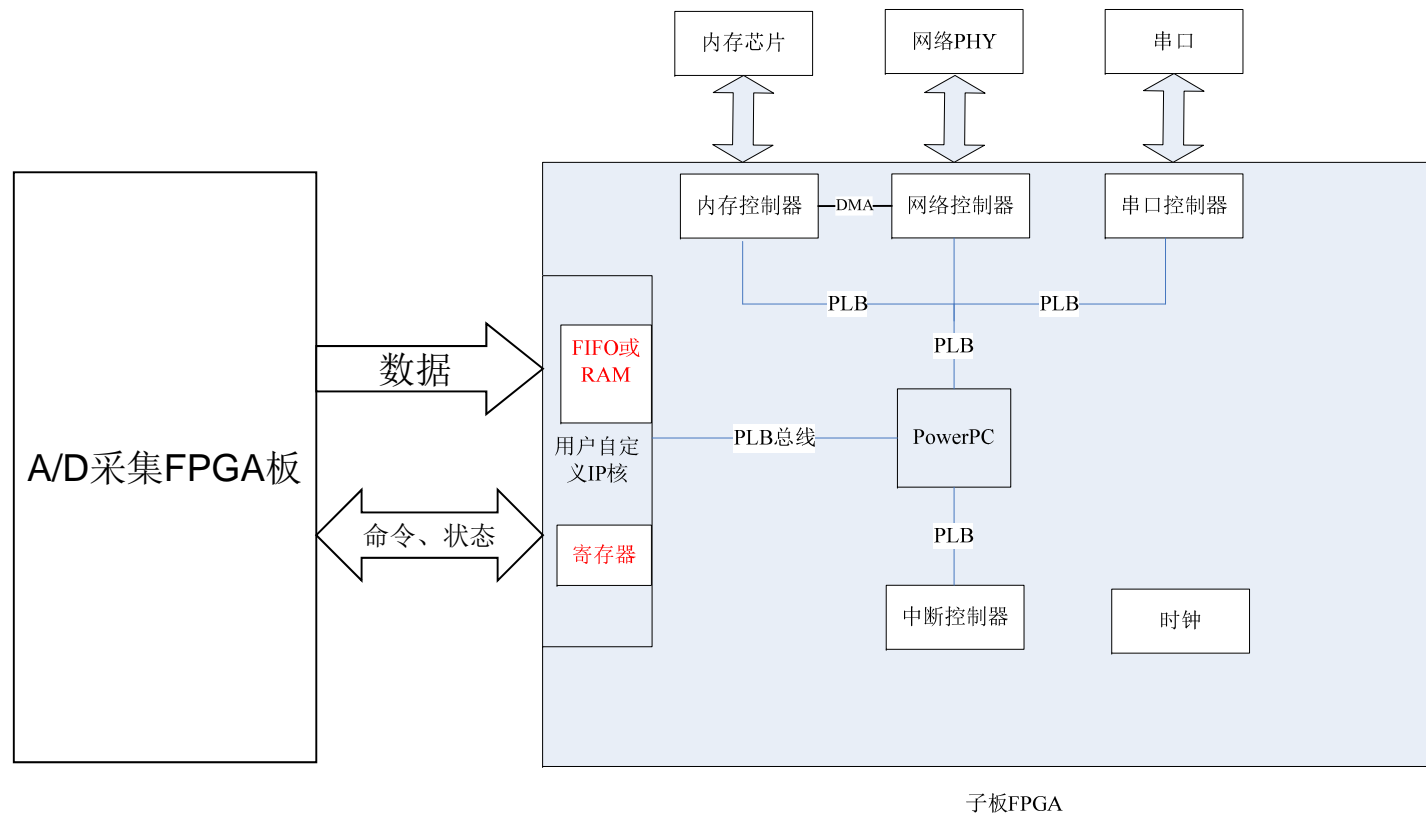 内存芯片
网络PHY
串口
内存控制器
DMA
网络控制器
串口控制器
PLB
PLB
PLB
FIFO或
RAM
数据
A/D采集FPGA板
用户自定
义IP核
PLB总线
PowerPC
命令、状态
寄存器
PLB
中断控制器
时钟
子板FPGA